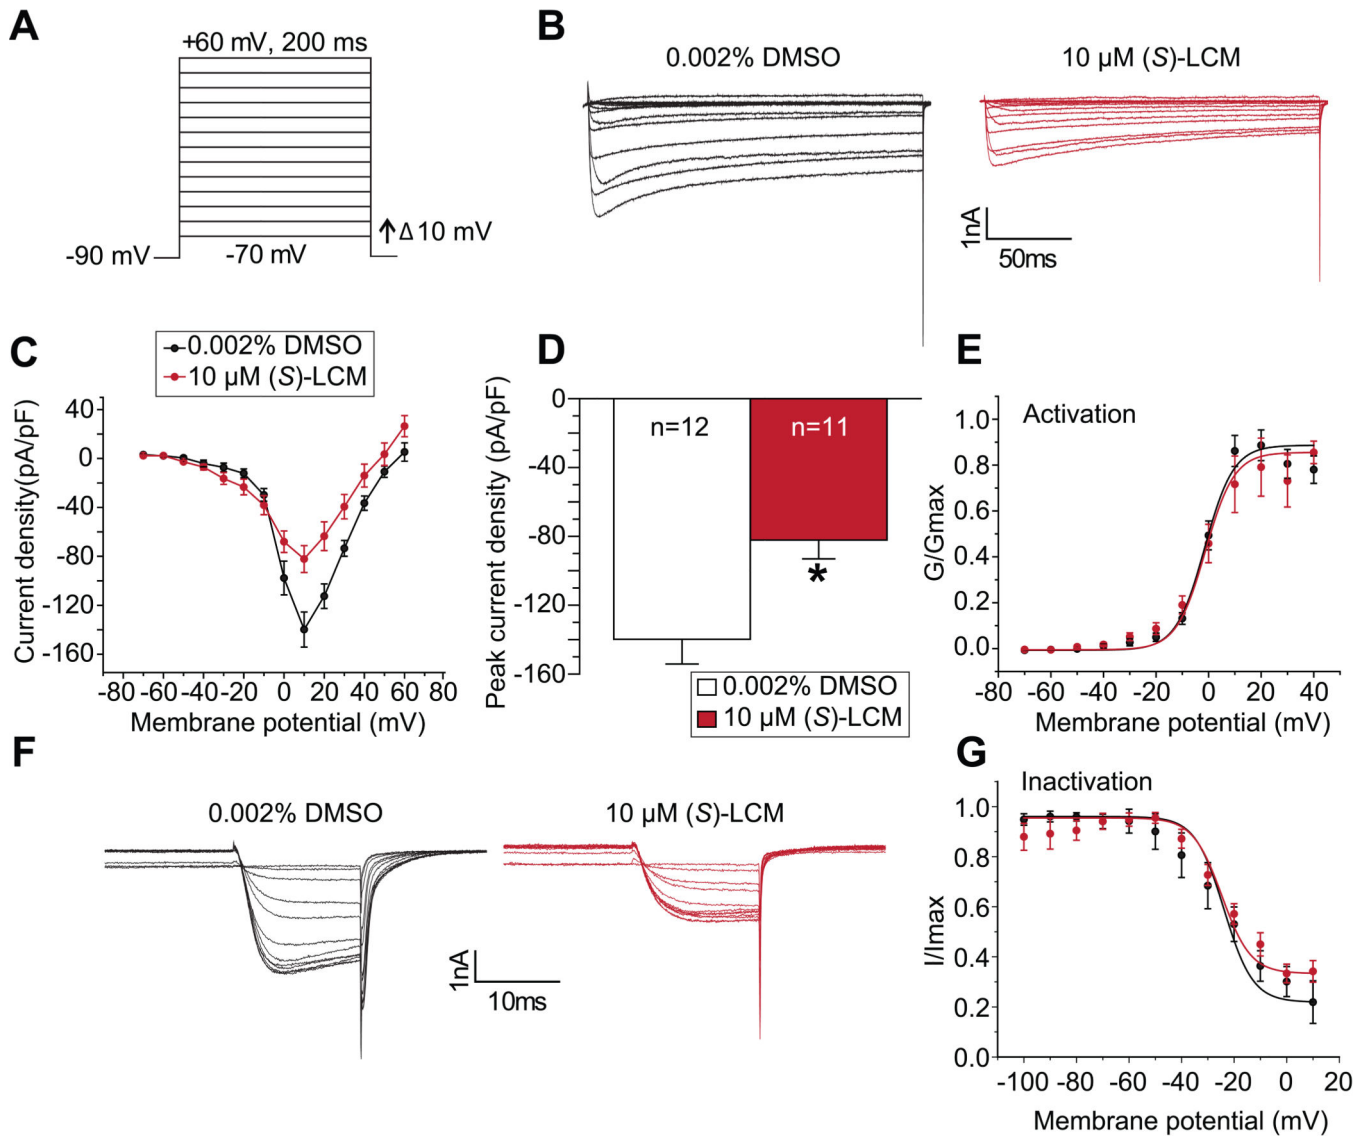 A
+60 mV, 200 ms
Δ10 mV
-90 mV
-70 mV
B
0.002% DMSO
10 µM (S)-LCM
1nA
50ms
C
0.002% DMSO
10 µM (S)-LCM
Current density(pA/pF)
40
0
-40
-80
-120
-160
-80 -60 -40 -20 0 20 40 60 80
Membrane potential (mV)
D
Peak current density (pA/pF)
0
-40
-80
-120
-160
n=12
n=11
*
0.002% DMSO
10 µM (S)-LCM
E
Activation
G/Gmax
1.0
0.8
0.6
0.4
0.2
0.0
-80 -60 -40 -20 0 20 40
Membrane potential (mV)
F
0.002% DMSO
10 µM (S)-LCM
1nA
10ms
G
Inactivation
I/Imax
1.0
0.8
0.6
0.4
0.2
0.0
-100 -80 -60 -40 -20 0 20
Membrane potential (mV)